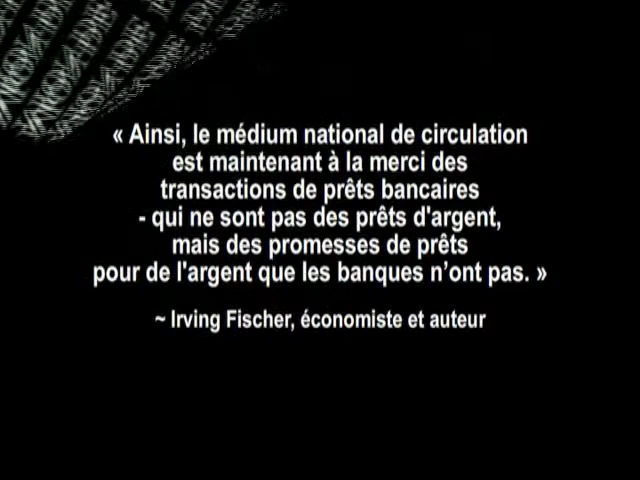 « Ainsi, le médium national de circulation
est maintenant à la merci des
transactions de prêts bancaires
- qui ne sont pas des prêts d'argent,
mais des promesses de prêts
pour de l'argent que les banques n’ont pas. »
~ Irving Fischer, économiste et auteur